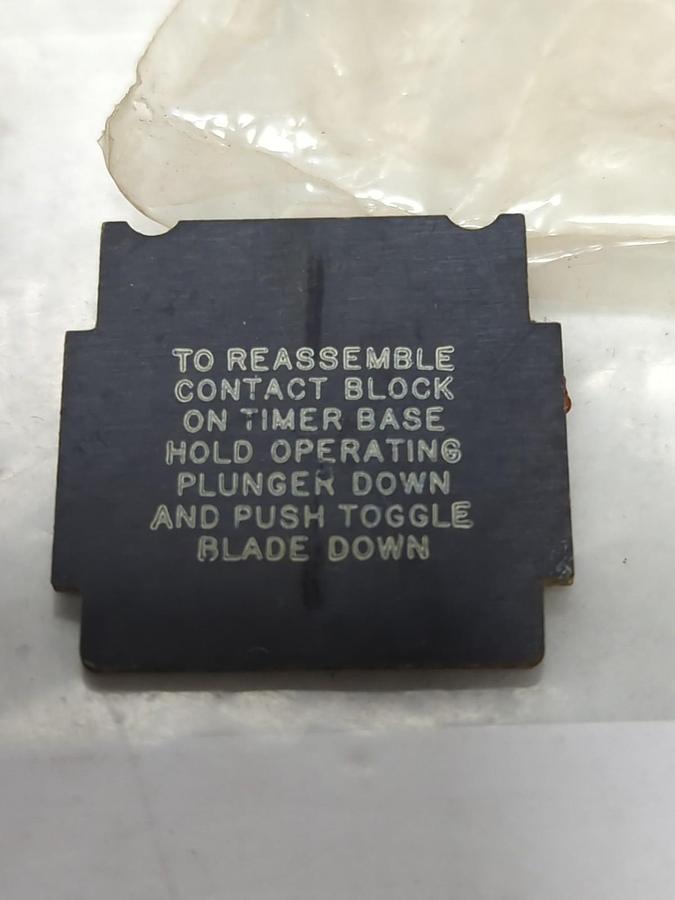 TO REASSEMBLE
CONTACT BLOCK
ON TIMER BASE
HOLD OPERATING
PLUNGER DOWN
AND PUSH TOGGLE
BLADE DOWN